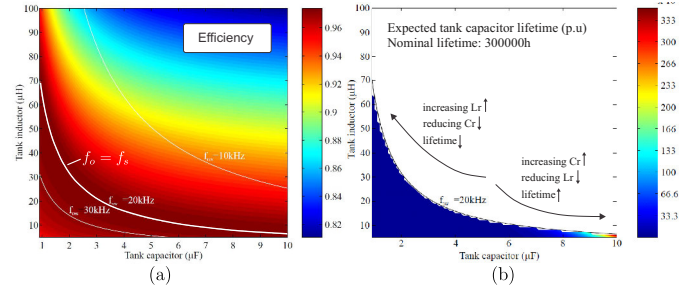 100
90
80
70
60
50
40
30
20
10
Tank inductor (μH)
Efficiency
f_o = f_s
f_res=10kHz
f_res =20kHz
f_res 30kHz
1 2 3 4 5 6 7 8 9 10
Tank capacitor (μF)
0.96
0.94
0.92
0.9
0.88
0.86
0.84
0.82
(a)
100
90
80
70
60
50
40
30
20
10
Tank inductor (μH)
Expected tank capacitor lifetime (p.u)
Nominal lifetime: 300000h
increasing Lr↑
reducing Cr↓
lifetime↓
increasing Cr↑
reducing Lr↓
lifetime↑
f_res =20kHz
2 4 6 8 10
Tank capacitor (μF)
333.3
300
266
233
200
166
133
100
66.6
33.3
(b)